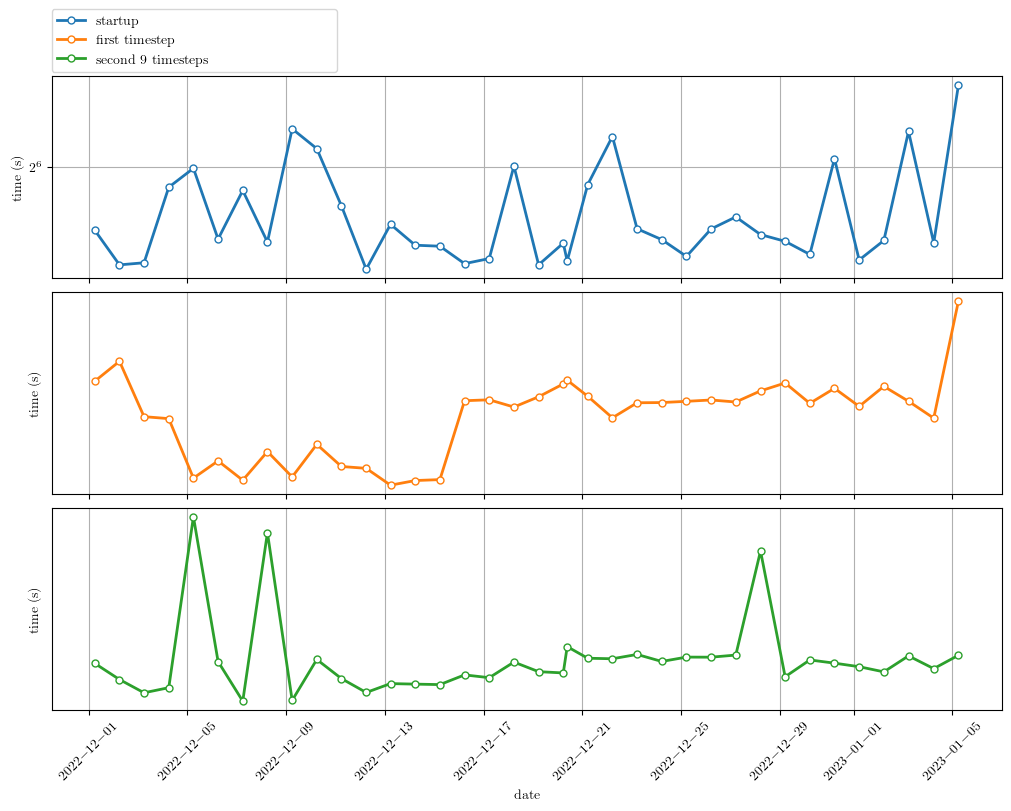 startup
first timestep
second 9 timesteps
time (s)
2⁶
time (s)
time (s)
2022−12−01
2022−12−05
2022−12−09
2022−12−13
2022−12−17
2022−12−21
2022−12−25
2022−12−29
2023−01−01
2023−01−05
date